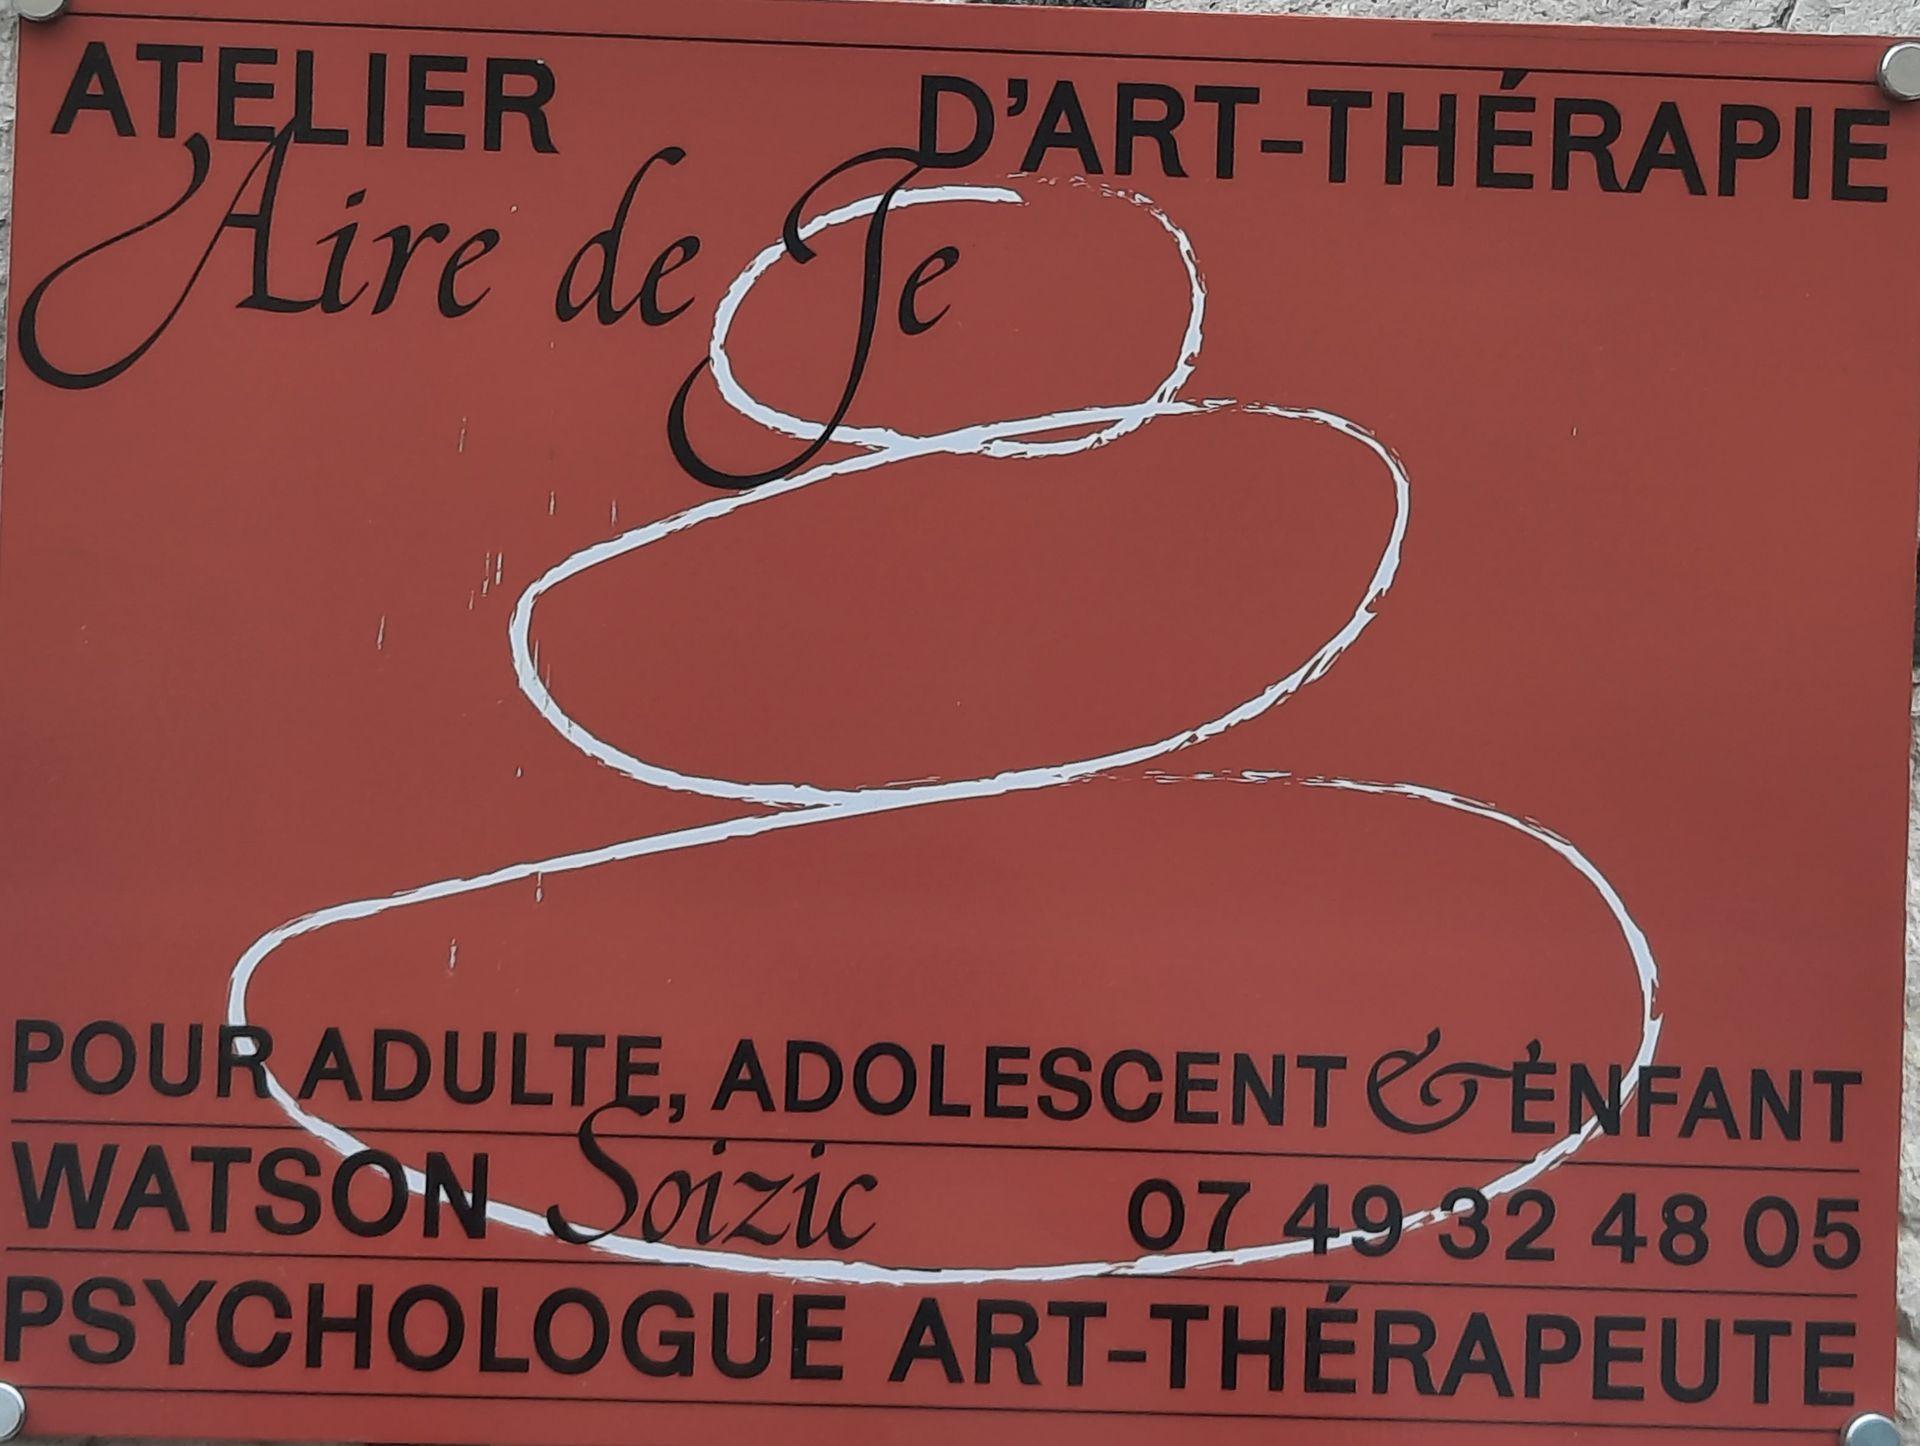 ATELIER D'ART-THÉRAPIE
Aire de Je
POUR ADULTE, ADOLESCENT & ENFANT
WATSON Soizic 07 49 32 48 05
PSYCHOLOGUE ART-THÉRAPEUTE